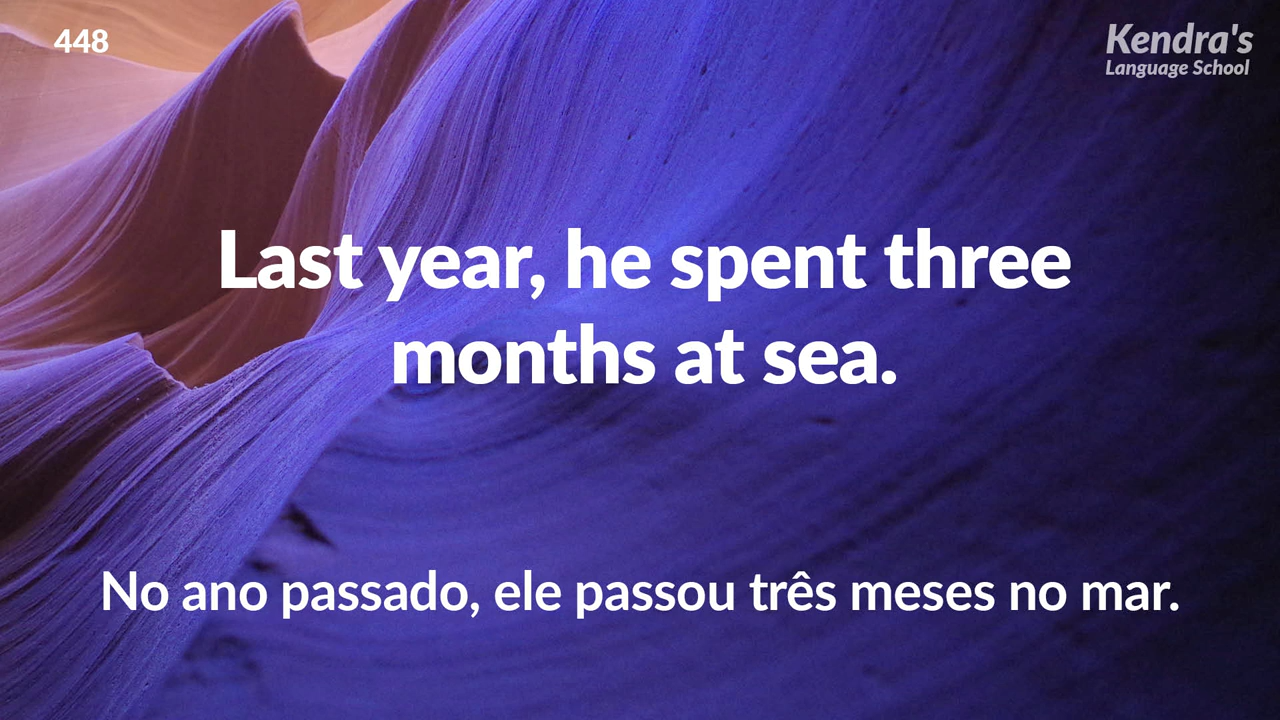 448
Kendra's
Language School
Last year, he spent three
months at sea.
No ano passado, ele passou três meses no mar.